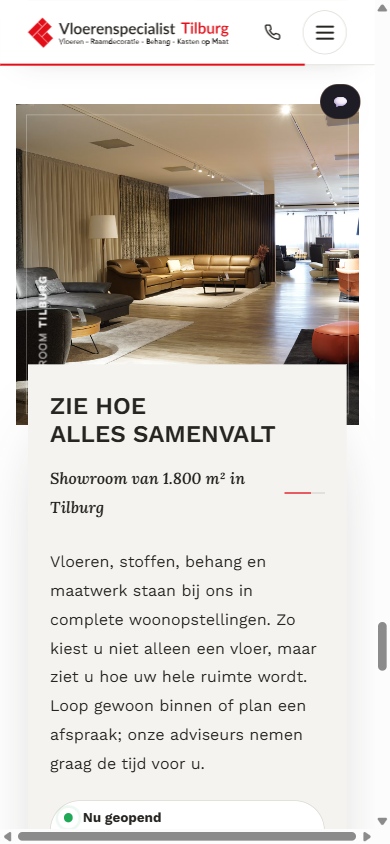 Vloerenspecialist Tilburg
Vloeren - Raamdecoratie - Behang - Kasten op Maat
ROOM TILBURG
ZIE HOE
ALLES SAMENVALT
Showroom van 1.800 m² in
Tilburg
Vloeren, stoffen, behang en
maatwerk staan bij ons in
complete woonopstellingen. Zo
kiest u niet alleen een vloer, maar
ziet u hoe uw hele ruimte wordt.
Loop gewoon binnen of plan een
afspraak; onze adviseurs nemen
graag de tijd voor u.
Nu geopend